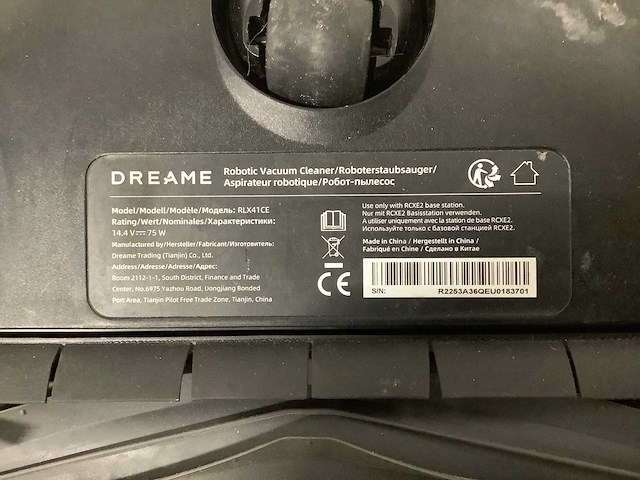 DREAME
Robotic Vacuum Cleaner/Roboterstaubsauger/
Aspirateur robotique/Робот-пылесос
Model/Modell/Modèle/Модель: RLX41CE
Rating/Wert/Nominales/Характеристики:
14.4 V⎓ 75 W
Manufactured by/Hersteller/Fabricant/Изготовитель:
Dreame Trading (Tianjin) Co., Ltd.
Address/Adresse/Adresse/Адрес:
Room 2112-1-1, South District, Finance and Trade
Center, No.6975 Yazhou Road, Dongjiang Bonded
Port Area, Tianjin Pilot Free Trade Zone, Tianjin, China
Use only with RCXE2 base station.
Nur mit RCXE2 Basisstation verwenden.
A utiliser uniquement avec la station de base RCXE2.
Используйте только с базовой станцией RCXE2.
Made in China / Hergestellt in China
Fabriqué en Chine / Сделано в Китае
CE
S/N: R2253A36QEU0183701